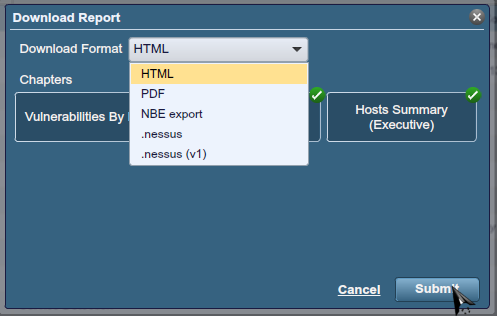 Download Report
Download Format HTML
HTML
PDF
NBE export
.nessus
.nessus (v1)
Chapters
Vulnerabilities By
Hosts Summary
(Executive)
Cancel
Submit